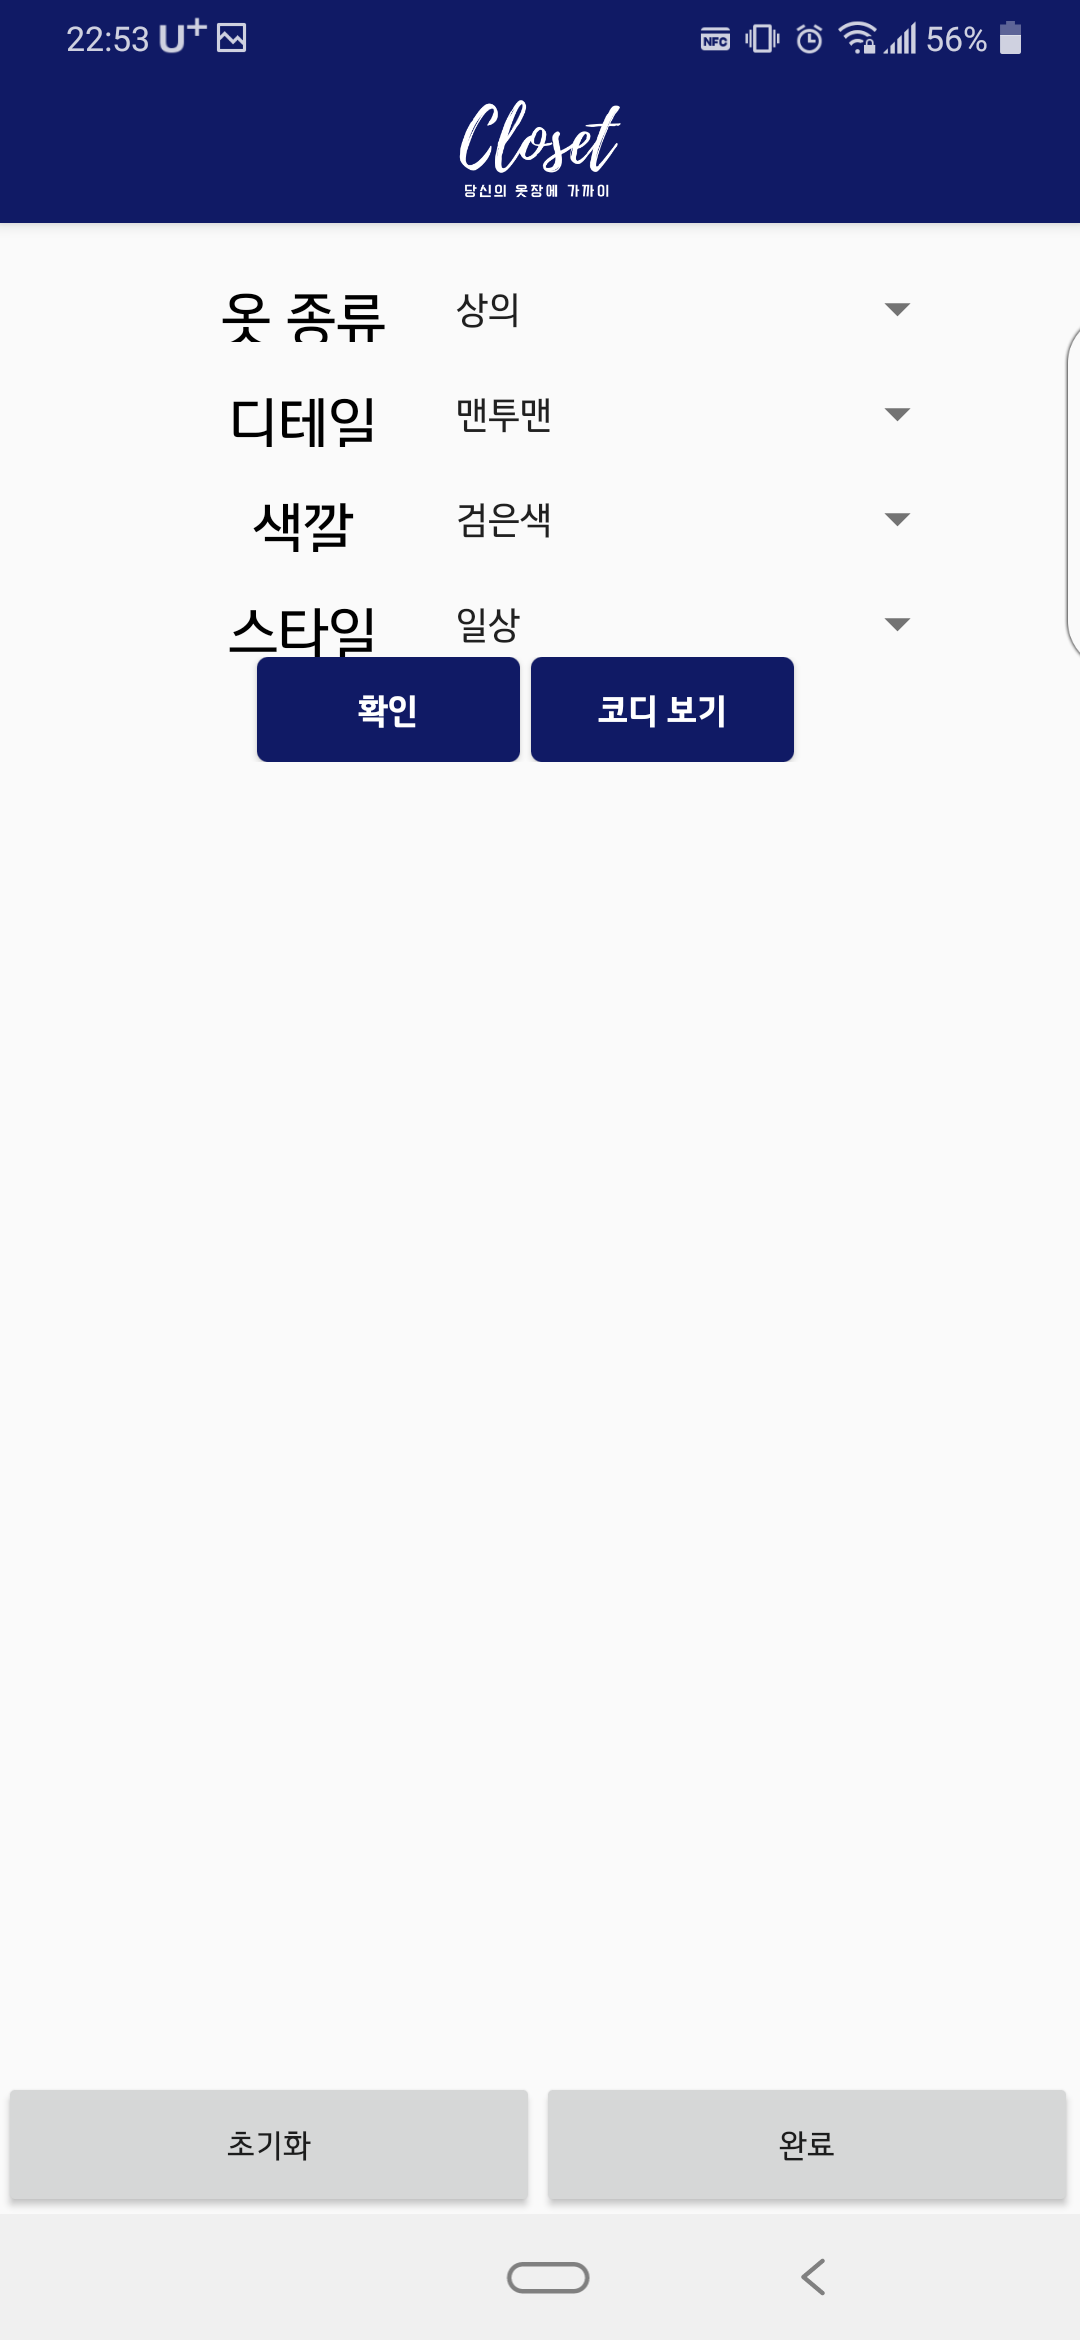 22:53 U+ NFC 56%
Closet
당신의 옷장에 가까이
옷 종류 상의
디테일 맨투맨
색깔 검은색
스타일 일상
확인 코디 보기
초기화 완료